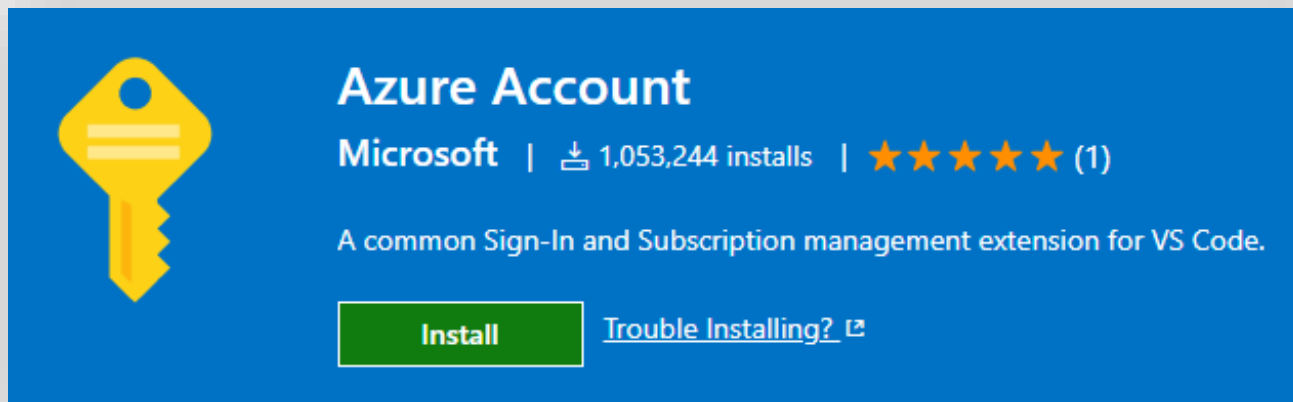 Azure Account
Microsoft | 1,053,244 installs | ★★★★★ (1)
A common Sign-In and Subscription management extension for VS Code.
Install Trouble Installing?